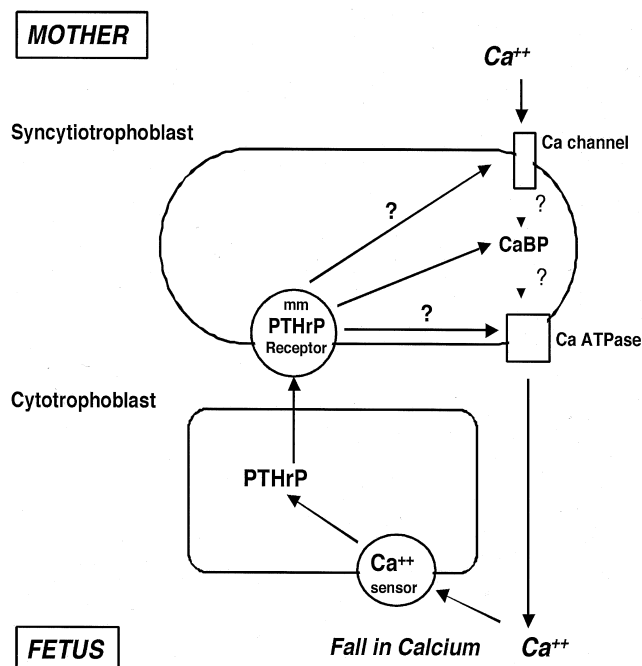 MOTHER
Ca++
Syncytiotrophoblast
Ca channel
?
?
CaBP
?
mm
PTHrP
Receptor
?
Ca ATPase
Cytotrophoblast
PTHrP
Ca++
sensor
FETUS
Fall in Calcium
Ca++